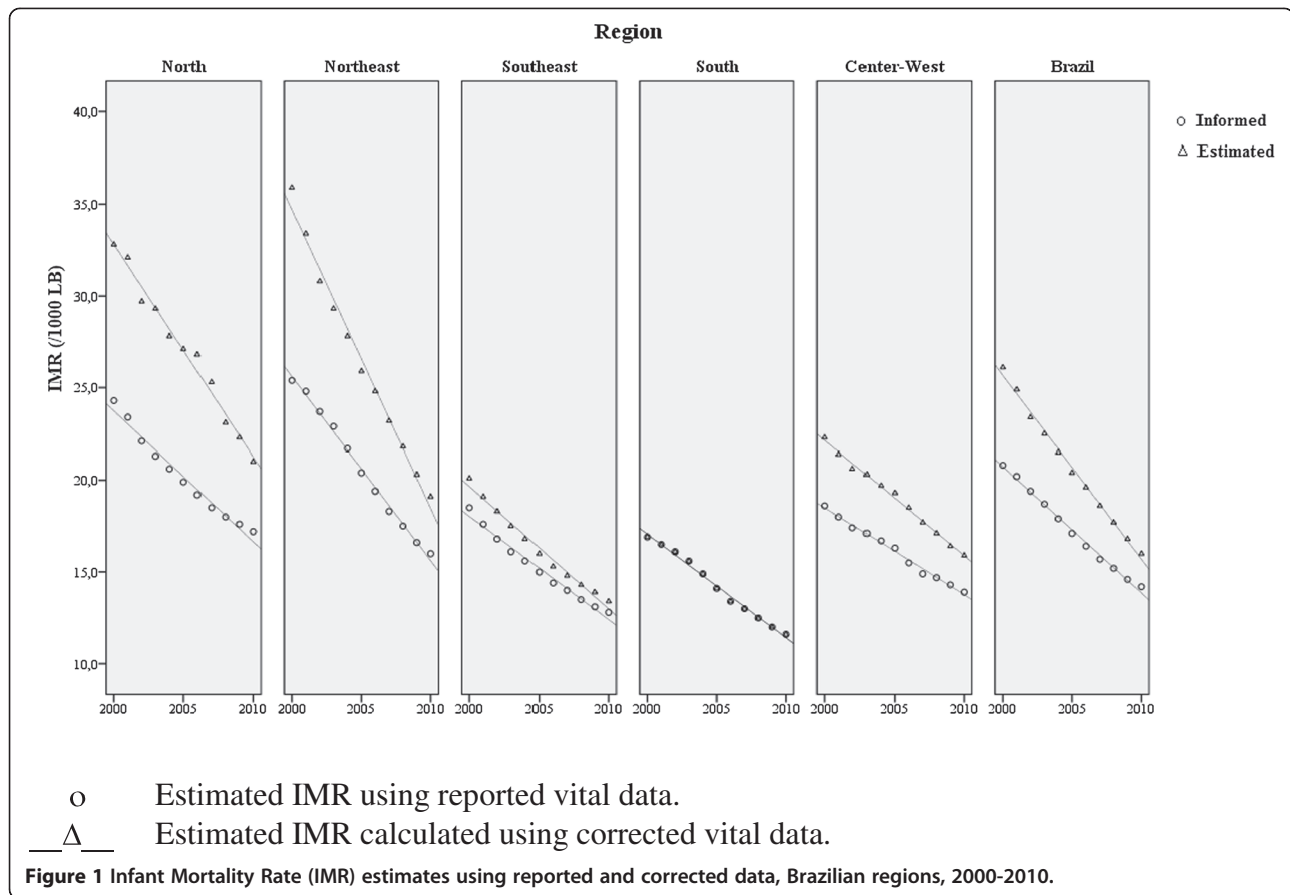 Region
North Northeast Southeast South Center-West Brazil
40,0
35,0
30,0
25,0
20,0
15,0
10,0
IMR (/1000 LB)
2000 2005 2010 2000 2005 2010 2000 2005 2010 2000 2005 2010 2000 2005 2010 2000 2005 2010
o Informed
Δ Estimated
o Estimated IMR using reported vital data.
__Δ__ Estimated IMR calculated using corrected vital data.
Figure 1 Infant Mortality Rate (IMR) estimates using reported and corrected data, Brazilian regions, 2000-2010.